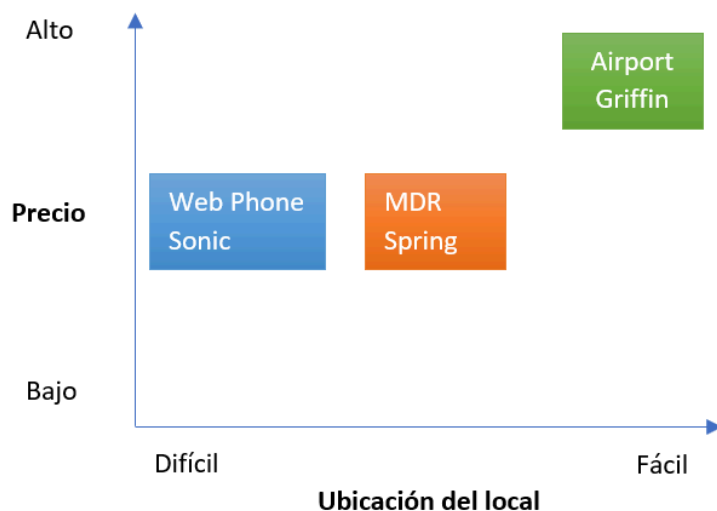 Alto
Airport
Griffin
Precio
Web Phone
Sonic
MDR
Spring
Bajo
Difícil
Fácil
Ubicación del local